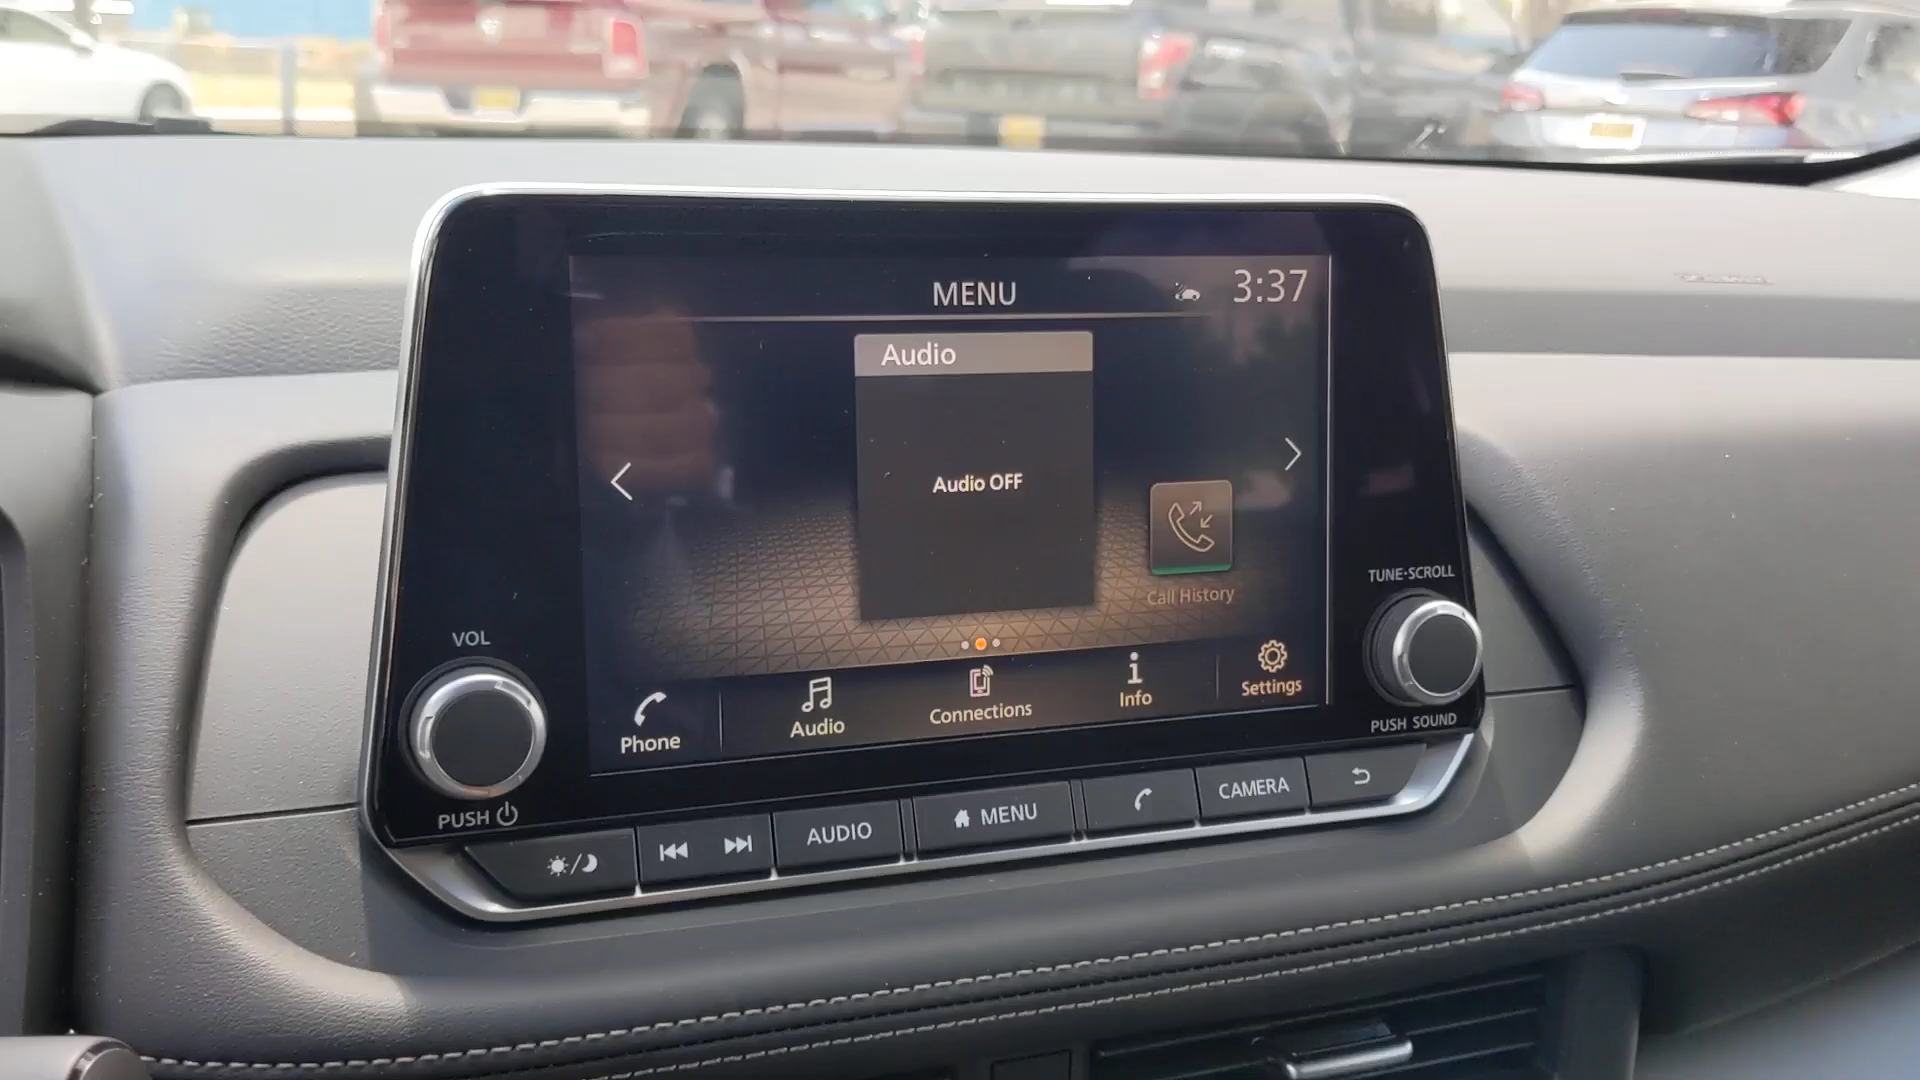 MENU
3:37
Audio
Audio OFF
Call History
Phone
Audio
Connections
Info
Settings
VOL
PUSH
TUNE·SCROLL
PUSH SOUND
AUDIO
MENU
CAMERA